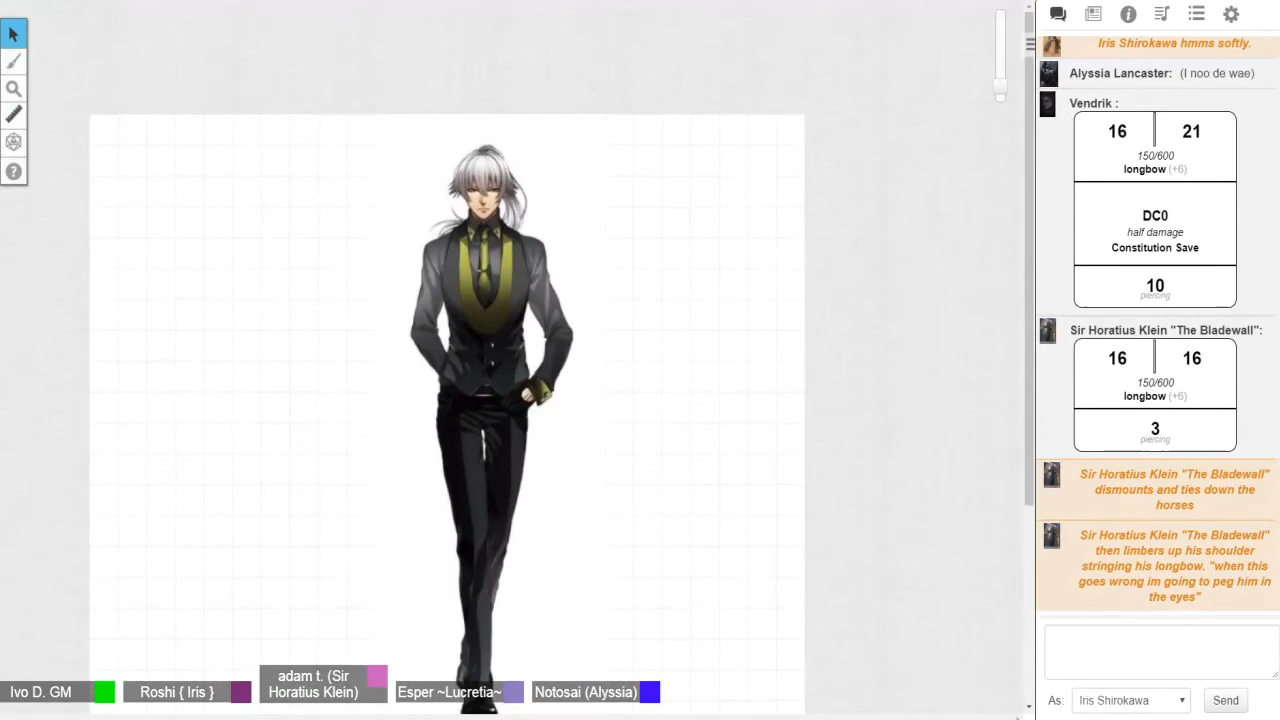 Iris Shirokawa hmms softly.
Alyssia Lancaster: (I noo de wae)
Vendrik :
16 21
150/600
longbow (+6)
DC0
half damage
Constitution Save
10
piercing
Sir Horatius Klein "The Bladewall":
16 16
150/600
longbow (+6)
3
piercing
Sir Horatius Klein "The Bladewall"
dismounts and ties down the
horses
Sir Horatius Klein "The Bladewall"
then limbers up his shoulder
stringing his longbow. "when this
goes wrong im going to peg him in
the eyes"
As: Iris Shirokawa Send
Ivo D. GM
Roshi { Iris }
adam t. (Sir
Horatius Klein)
Esper ~Lucretia~
Notosai (Alyssia)